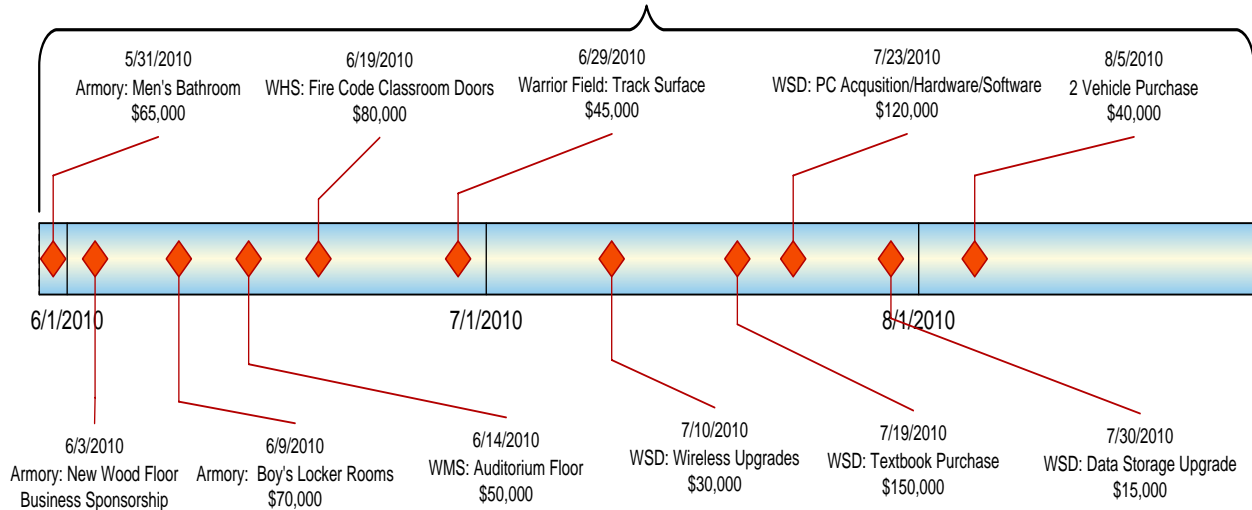 5/31/2010
Armory: Men's Bathroom
$65,000
6/19/2010
WHS: Fire Code Classroom Doors
$80,000
6/29/2010
Warrior Field: Track Surface
$45,000
7/23/2010
WSD: PC Acqusition/Hardware/Software
$120,000
8/5/2010
2 Vehicle Purchase
$40,000
6/1/2010
7/1/2010
8/1/2010
6/3/2010
Armory: New Wood Floor
Business Sponsorship
6/9/2010
Armory: Boy's Locker Rooms
$70,000
6/14/2010
WMS: Auditorium Floor
$50,000
7/10/2010
WSD: Wireless Upgrades
$30,000
7/19/2010
WSD: Textbook Purchase
$150,000
7/30/2010
WSD: Data Storage Upgrade
$15,000